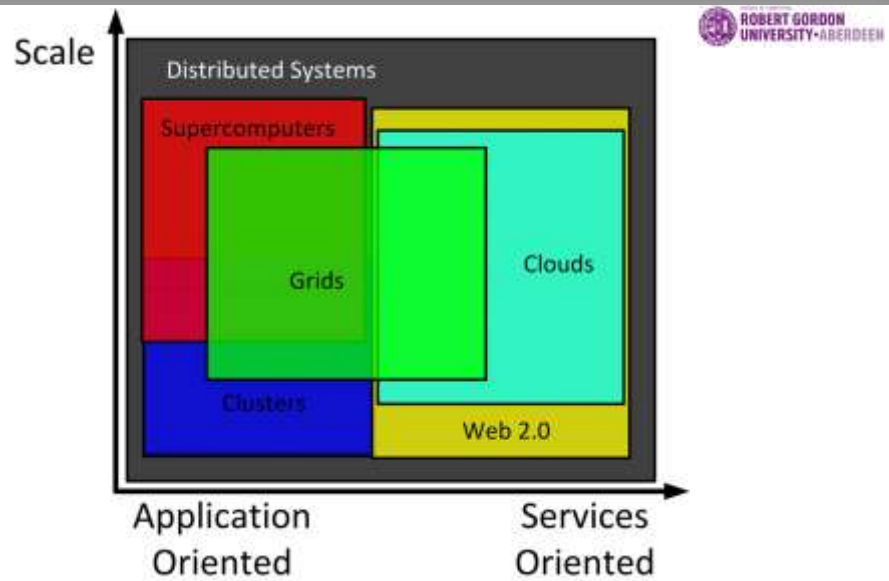 ROBERT GORDON
UNIVERSITY•ABERDEEN
Scale
Distributed Systems
Supercomputers
Clouds
Grids
Clusters
Web 2.0
Application
Oriented
Services
Oriented